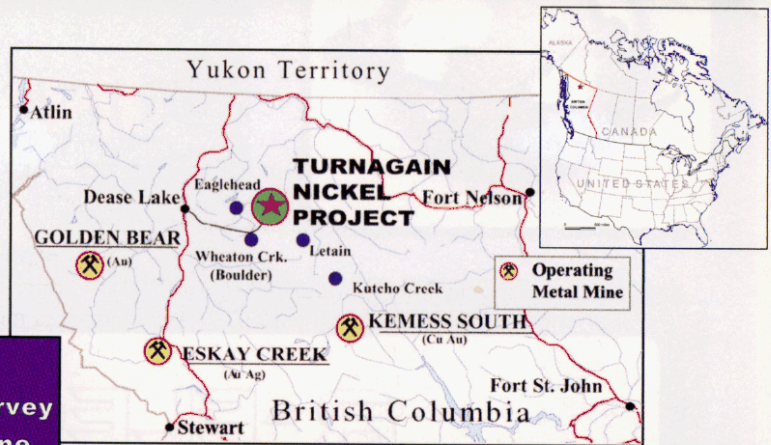 Yukon Territory
Atlin
TURNAGAIN
NICKEL
PROJECT
Eaglehead
Dease Lake
Fort Nelson
GOLDEN BEAR
(Au)
Wheaton Crk.
(Boulder)
Letain
Kutcho Creek
Operating
Metal Mine
KEMESS SOUTH
(Cu Au)
ESKAY CREEK
(Au Ag)
Fort St. John
British Columbia
Stewart
ALASKA
BRITISH
COLUMBIA
CANADA
UNITED STATES